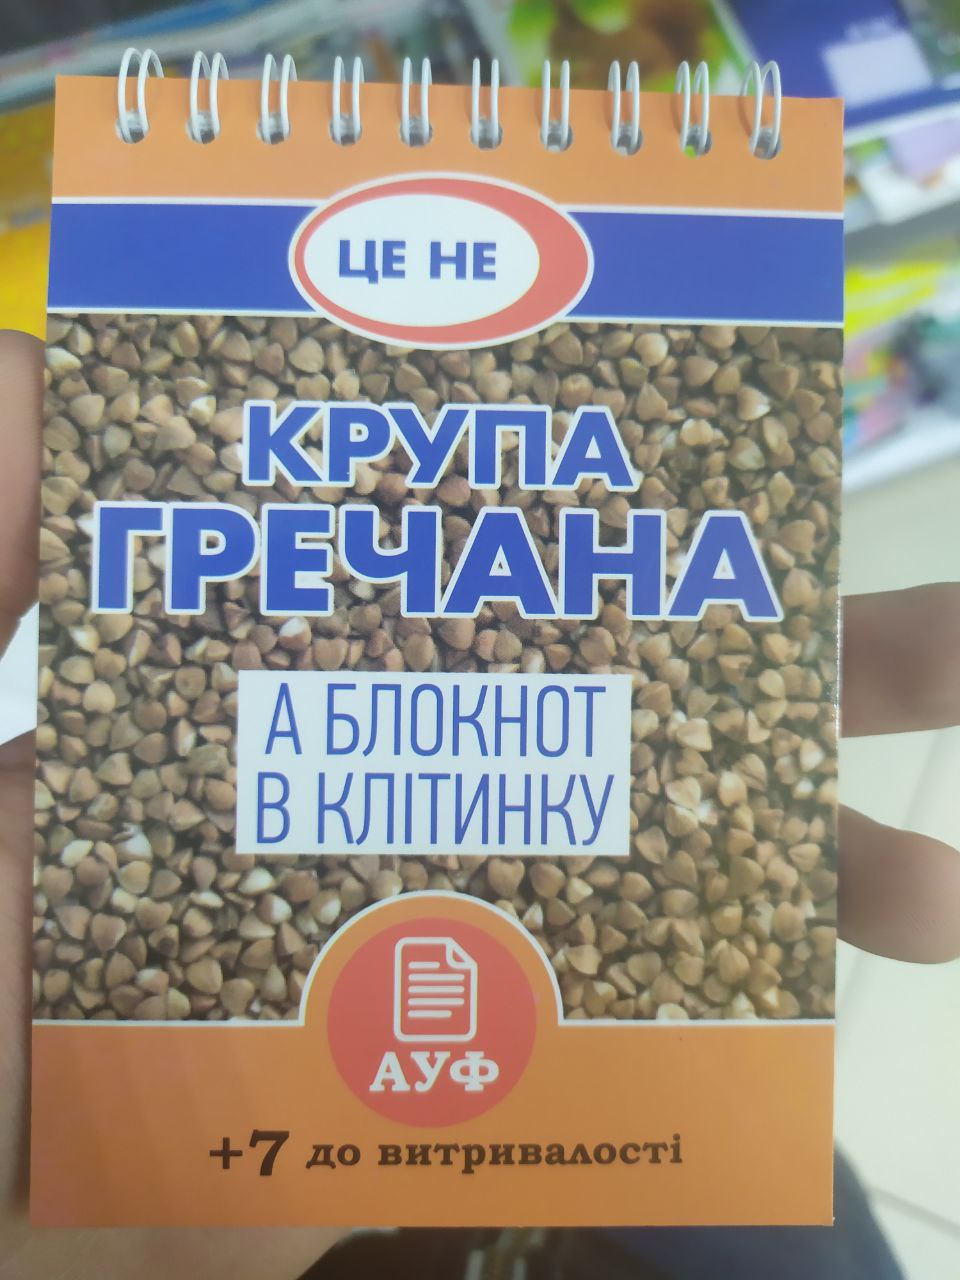 ЦЕ НЕ
КРУПА
ГРЕЧАНА
А БЛОКНОТ
В КЛІТИНКУ
АУФ
+7 до витривалості